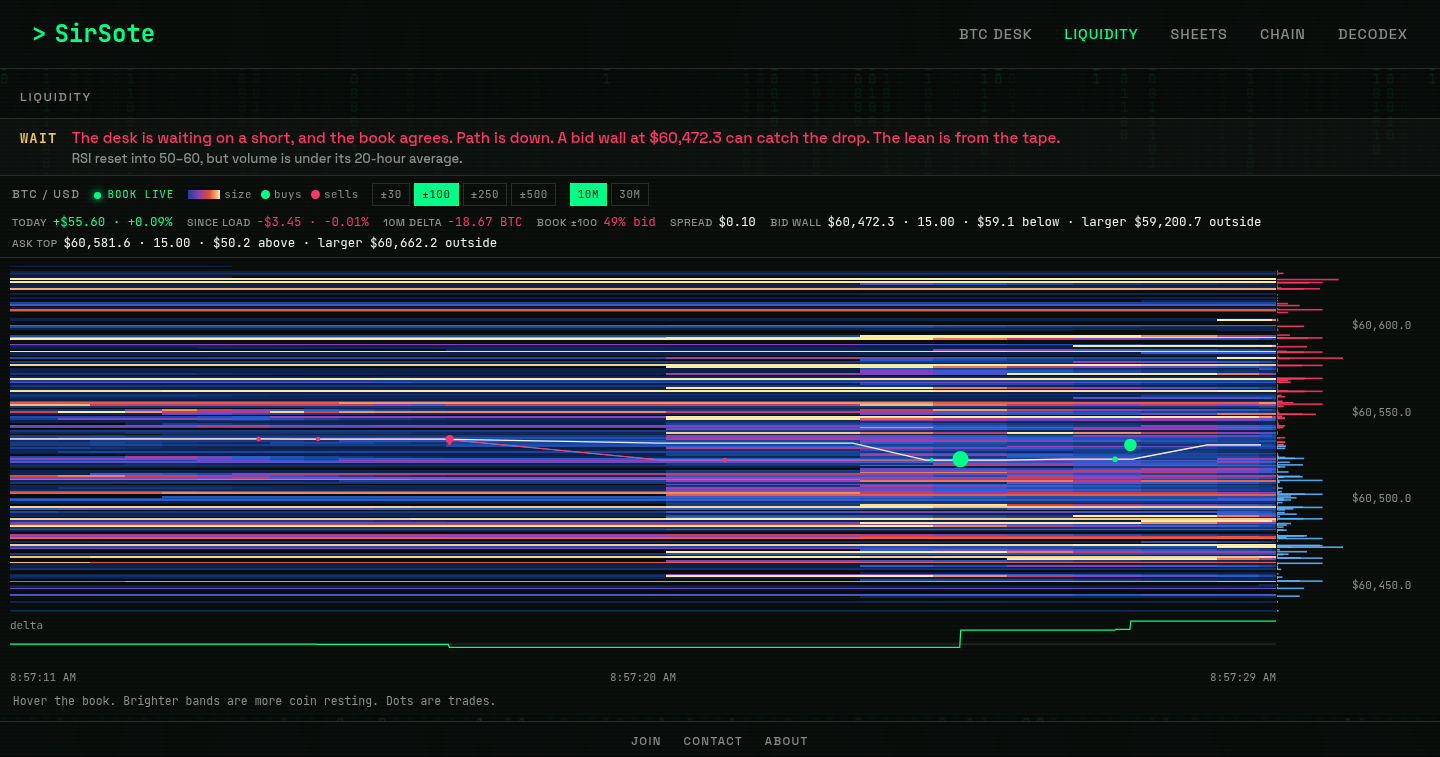 > SirSote
BTC DESK LIQUIDITY SHEETS CHAIN DECODEX
LIQUIDITY
WAIT The desk is waiting on a short, and the book agrees. Path is down. A bid wall at $60,472.3 can catch the drop. The lean is from the tape.
RSI reset into 50–60, but volume is under its 20-hour average.
BTC / USD BOOK LIVE size buys sells ±30 ±100 ±250 ±500 10M 30M
TODAY +$55.60 · +0.09% SINCE LOAD -$3.45 · -0.01% 10M DELTA -18.67 BTC BOOK ±100 49% bid SPREAD $0.10 BID WALL $60,472.3 · 15.00 · $59.1 below · larger $59,200.7 outside
ASK TOP $60,581.6 · 15.00 · $50.2 above · larger $60,662.2 outside
$60,600.0
$60,550.0
$60,500.0
$60,450.0
delta
8:57:11 AM 8:57:20 AM 8:57:29 AM
Hover the book. Brighter bands are more coin resting. Dots are trades.
JOIN CONTACT ABOUT